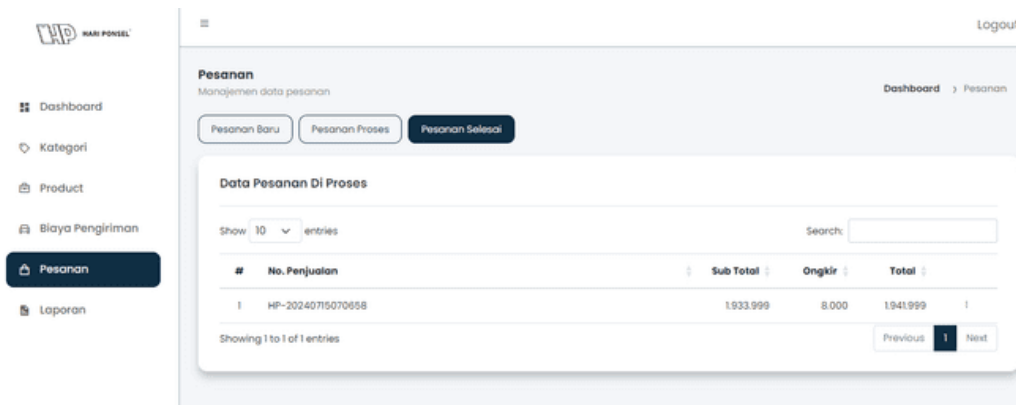 HP HARI PONSEL
Logout
Pesanan
Manajemen data pesanan
Dashboard > Pesanan
Dashboard
Kategori
Product
Biaya Pengiriman
Pesanan
Laporan
Pesanan Baru Pesanan Proses Pesanan Selesai
Data Pesanan Di Proses
Show 10 entries
Search:
# No. Penjualan Sub Total Ongkir Total
1 HP-20240715070658 1.933.999 8.000 1.941.999
Showing 1 to 1 of 1 entries
Previous 1 Next